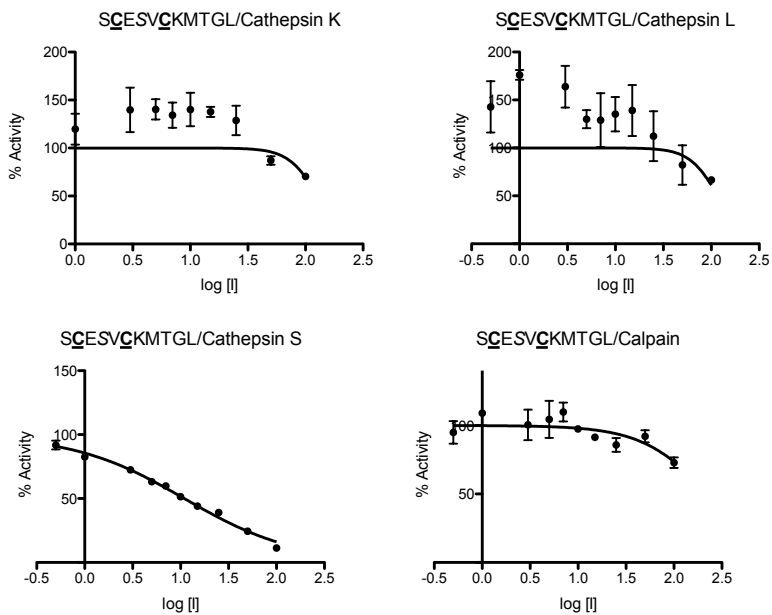 SCESVCKMTGL/Cathepsin K
200
150
100
50
0
% Activity
0.0 0.5 1.0 1.5 2.0 2.5
log [I]
SCESVCKMTGL/Cathepsin L
200
150
100
50
% Activity
-0.5 0.0 0.5 1.0 1.5 2.0 2.5
log [I]
SCESVCKMTGL/Cathepsin S
150
100
50
% Activity
-0.5 0.0 0.5 1.0 1.5 2.0 2.5
log [I]
SCESVCKMTGL/Calpain
100
50
% Activity
-0.5 0.0 0.5 1.0 1.5 2.0 2.5
log [I]